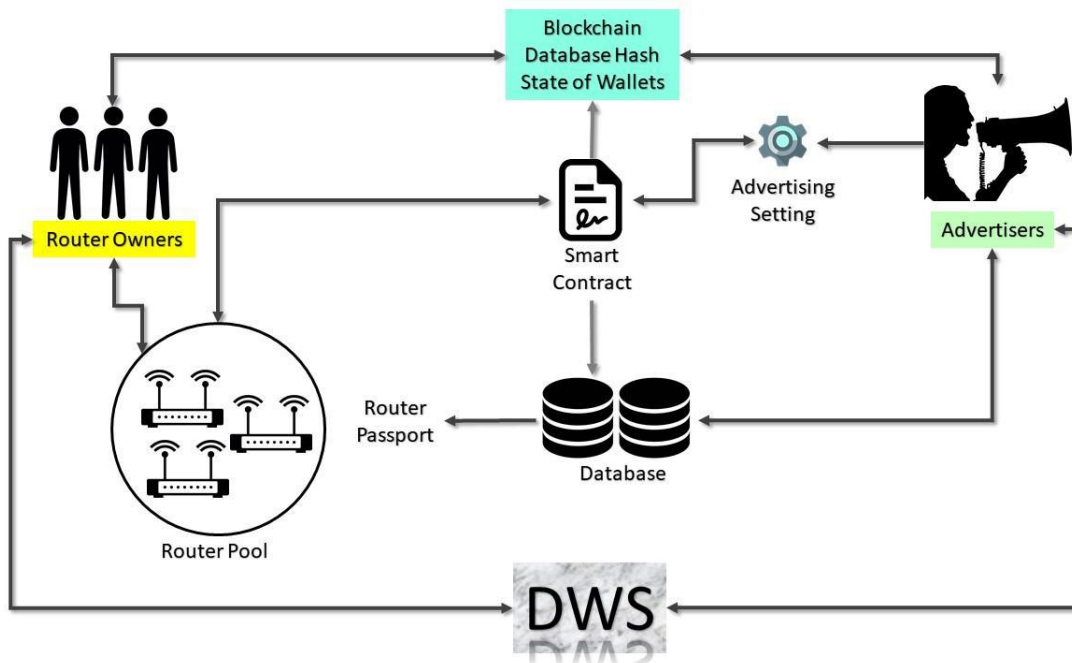 Blockchain
Database Hash
State of Wallets
Router Owners
Advertising
Setting
Advertisers
Smart
Contract
Router
Passport
Database
Router Pool
DWS